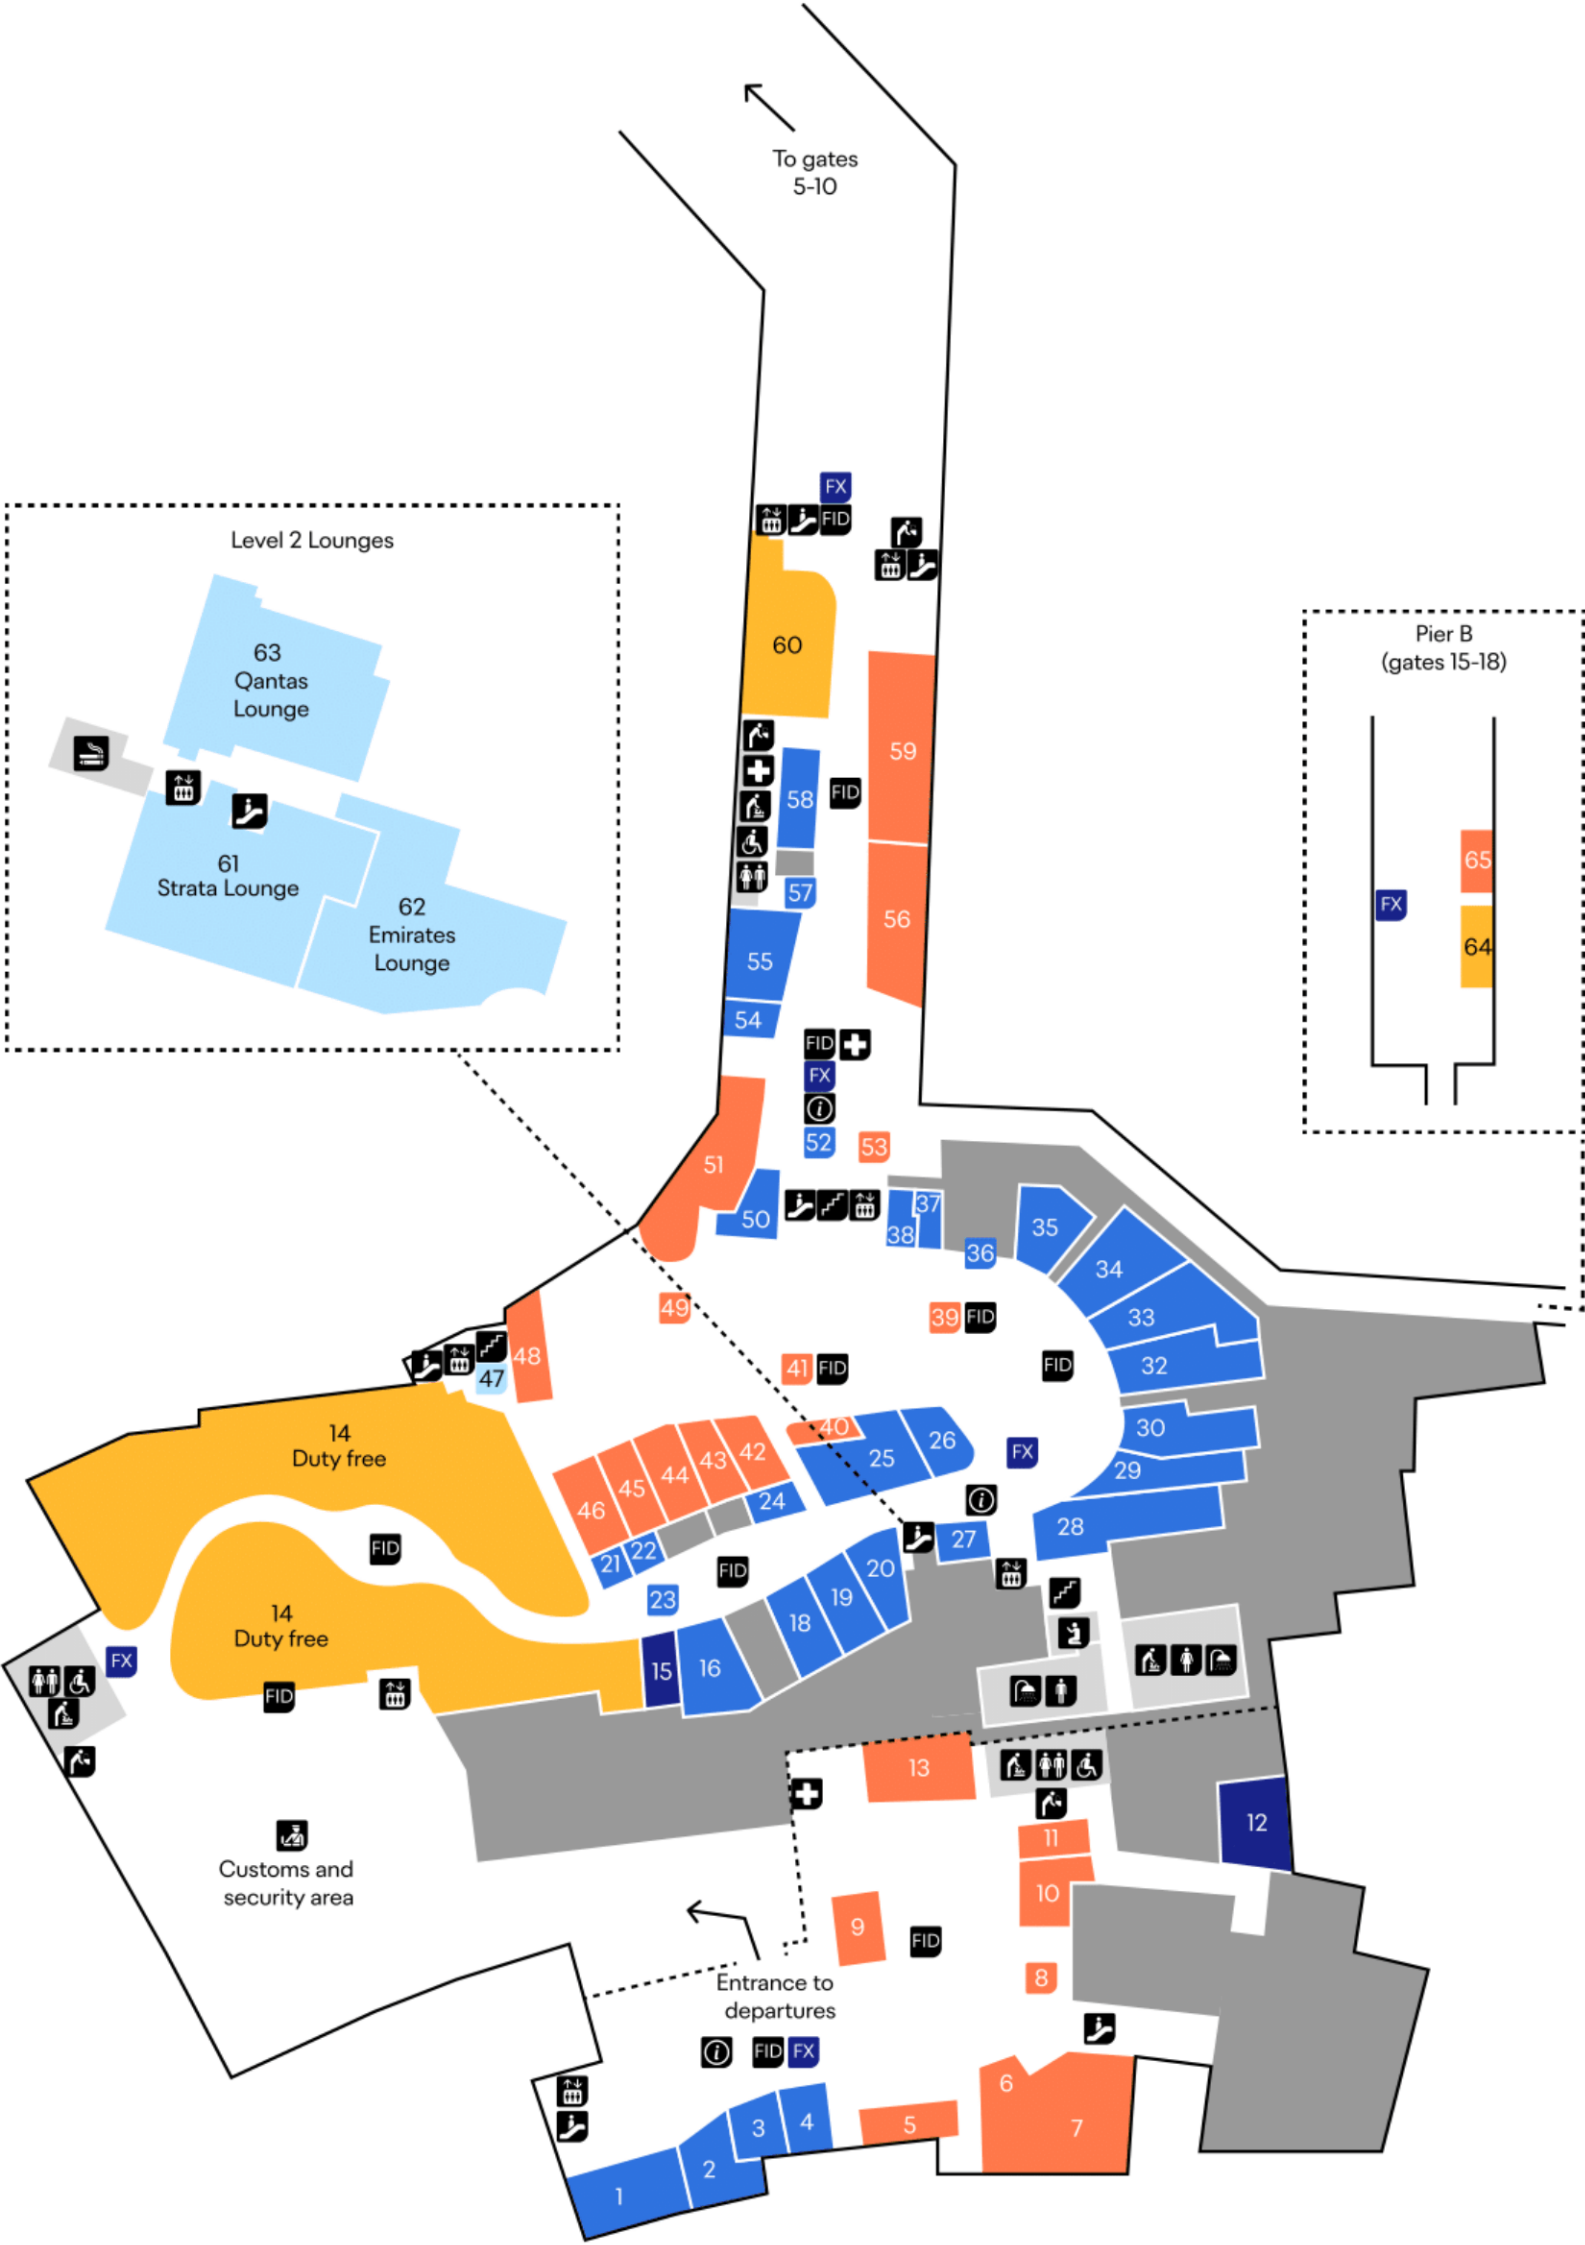 To gates
5-10
FX
FID
Level 2 Lounges
63
Qantas
Lounge
61
Strata Lounge
62
Emirates
Lounge
Pier B
(gates 15-18)
65
FX
64
60
59
58
FID
57
56
55
54
FID
FX
i
52
53
51
50
37
38
36
35
34
33
32
49
39
FID
41
FID
FID
48
47
14
Duty free
40
25
26
FX
30
29
28
i
27
42
43
44
45
46
24
21
22
FID
23
FID
20
19
18
16
15
14
Duty free
FX
FID
13
12
11
10
9
FID
8
Customs and
security area
Entrance to
departures
i
FID
FX
6
7
5
4
3
2
1